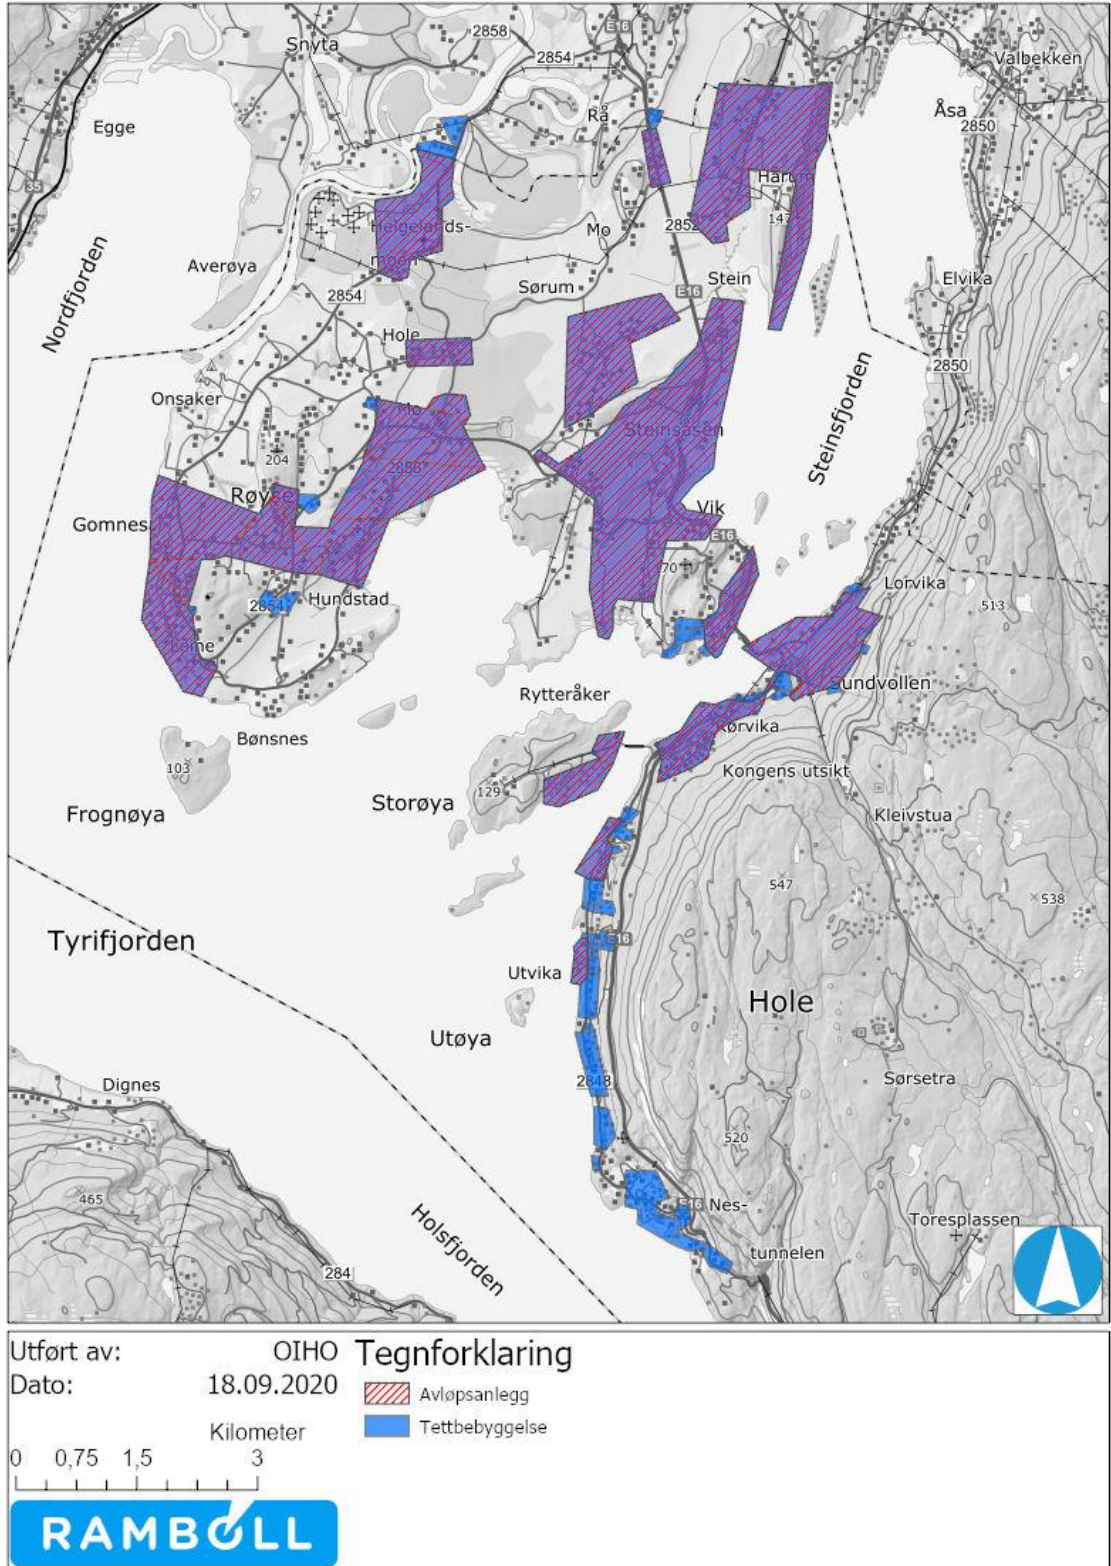 E16
2858
Snyta
2854
Valbekken
Egge
Rå
Åsa
2850
35
Harum
147
Helgelands-
moen
2852
Mo
Averøya
Sørum
Stein
Elvika
2854
E16
Nordfjorden
Hole
2850
Onsaker
Mo
Steinsåsen
Steinsfjorden
204
2858
Røyse
Gomnes
Vik
E16
70
Hundstad
2854
Lorvika
513
Sundvollen
Rytteråker
Bønsnes
Rørvika
103
Kongens utsikt
129
Storøya
Frognøya
Kleivstua
547
538
Tyrifjorden
E16
Utvika
Hole
Utøya
2848
Sørsetra
Dignes
520
465
E16
Nes-
Toresplassen
Holsfjorden
tunnelen
284
Utført av: OIHO
Dato: 18.09.2020
Kilometer
0 0,75 1,5 3
RAMBOLL
Tegnforklaring
Avløpsanlegg
Tettbebyggelse